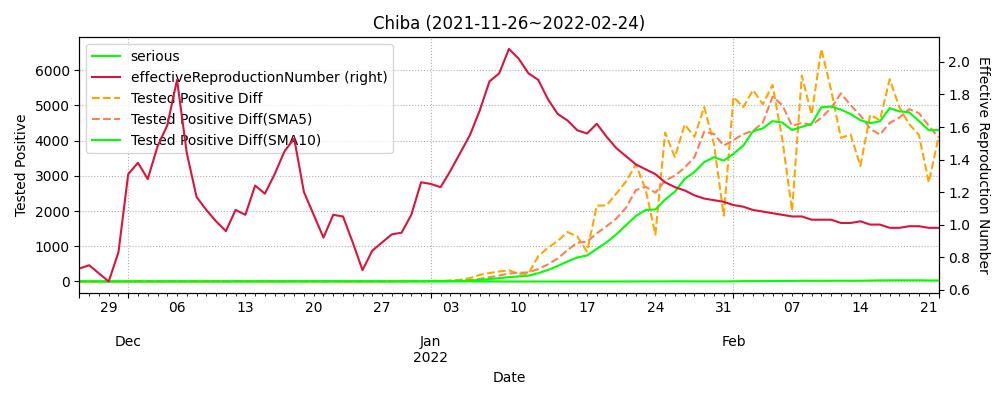 Chiba (2021-11-26~2022-02-24)
serious
effectiveReproductionNumber (right)
Tested Positive Diff
Tested Positive Diff(SMA5)
Tested Positive Diff(SMA10)
Tested Positive
6000
5000
4000
3000
2000
1000
0
2.0
1.8
1.6
1.4
1.2
1.0
0.8
0.6
Effective Reproduction Number
29 06 13 20 27 03 10 17 24 31 07 14 21
Dec Jan Feb
2022
Date